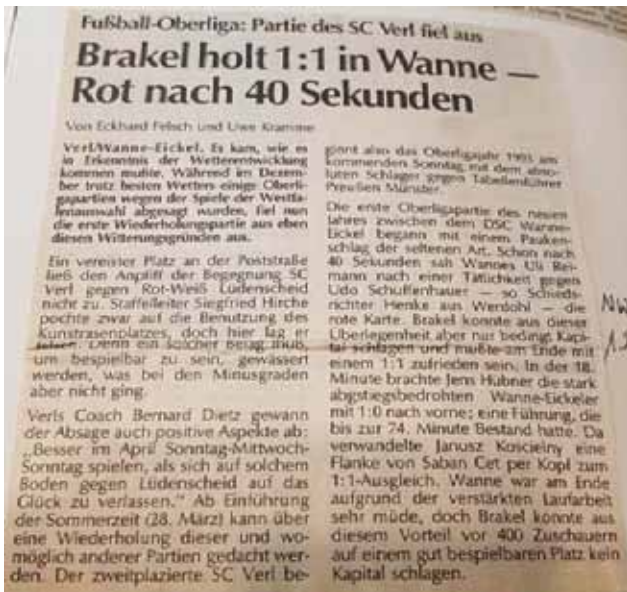 Fußball-Oberliga: Partie des SC Verl fiel aus
Brakel holt 1:1 in Wanne —
Rot nach 40 Sekunden
Von Eckhard Felsch und Uwe Kramme
Verl/Wanne-Eickel. Es kam, wie es
in Erkenntnis der Wetterentwicklung
kommen mußte. Während im Dezem-
ber trotz besten Wetters einige Oberli-
gapartien wegen der Spiele der Westfa-
lenauswahl abgesagt wurden, fiel nun
die erste Wiederholungspartie aus eben
diesen Witterungsgründen aus.
Ein vereister Platz an der Poststraße
ließ den Anpfiff der Begegnung SC
Verl gegen Rot-Weiß Lüdenscheid
nicht zu. Staffelleiter Siegfried Hirche
pochte zwar auf die Benutzung des
Kunstrasenplatzes, doch hier lag er
Denn ein solcher Belag muß,
um bespielbar zu sein, gewässert
werden, was bei den Minusgraden
aber nicht ging.
Verls Coach Bernard Dietz gewann
der Absage auch positive Aspekte ab:
„Besser im April Sonntag-Mittwoch-
Sonntag spielen, als sich auf solchem
Boden gegen Lüdenscheid auf das
Glück zu verlassen.“ Ab Einführung
der Sommerzeit (28. März) kann über
eine Wiederholung dieser und wo-
möglich anderer Partien gedacht wer-
den. Der zweitplazierte SC Verl be-
ginnt also das Oberligajahr 1993 am
kommenden Sonntag mit dem abso-
luten Schlager gegen Tabellenführer
Preußen Münster.
Die erste Oberligapartie des neuen
Jahres zwischen dem DSC Wanne-
Eickel begann mit einem Pauken-
schlag der seltenen Art. Schon nach
40 Sekunden sah Wannes Uli Rei-
mann nach einer Tätlichkeit gegen
Udo Schulfenhauer — so Schieds-
richter Henke aus Werdohl — die
rote Karte. Brakel konnte aus dieser
Überlegenheit aber nur bedingt Kapi-
tal schlagen und mußte am Ende mit
einem 1:1 zufrieden sein. In der 18.
Minute brachte Jens Hübner die stark
abgstiegsbedrohten Wanne-Eickeler
mit 1:0 nach vorne; eine Führung, die
bis zur 74. Minute Bestand hatte. Da
verwandelte Janusz Koscielny eine
Flanke von Saban Cet per Kopf zum
1:1-Ausgleich. Wanne war am Ende
aufgrund der verstärkten Laufarbeit
sehr müde, doch Brakel konnte aus
diesem Vorteil vor 400 Zuschauern
auf einem gut bespielbaren Platz kein
Kapital schlagen.
NW